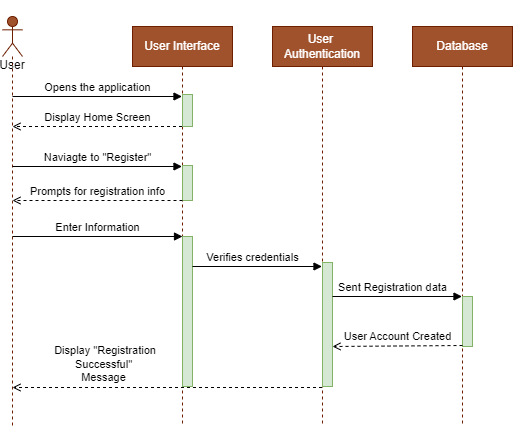 User
User Interface
User
Authentication
Database
Opens the application
Display Home Screen
Naviagte to "Register"
Prompts for registration info
Enter Information
Verifies credentials
Sent Registration data
User Account Created
Display "Registration
Successful"
Message